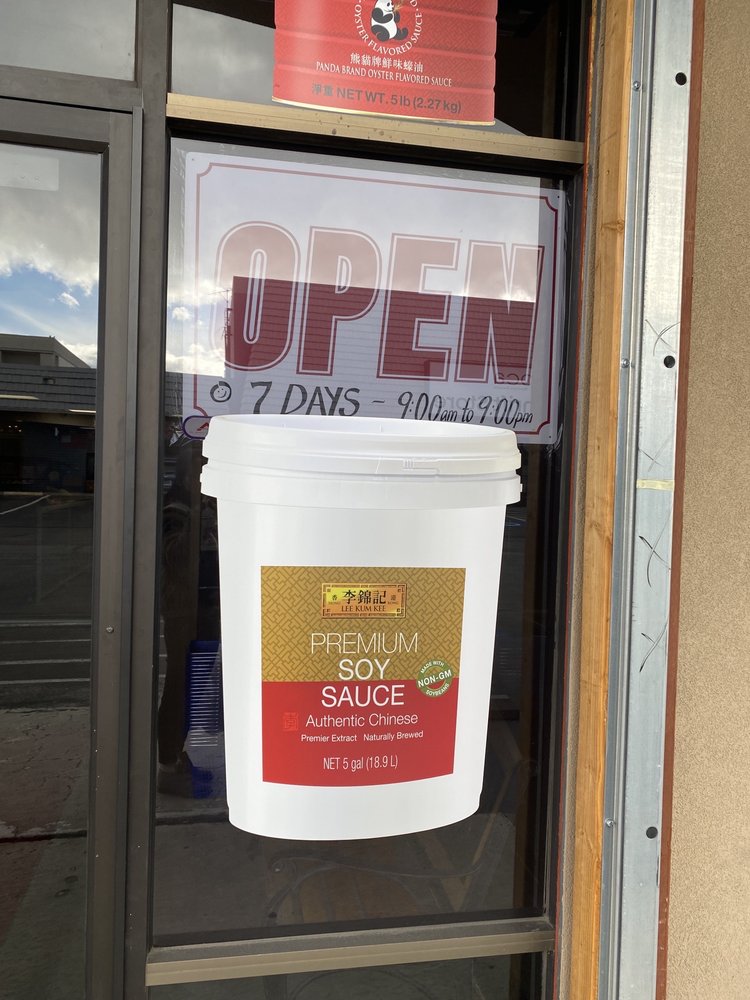 OYSTER FLAVORED SAUCE
熊貓牌鮮味蠔油
PANDA BRAND OYSTER FLAVORED SAUCE
淨重 NET WT. 5 lb (2.27 kg)
OPEN
7 DAYS - 9:00am to 9:00pm
香 李錦記 港
LEE KUM KEE
PREMIUM
SOY
SAUCE
MADE WITH
NON-GM
SOYBEANS
Authentic Chinese
Premier Extract Naturally Brewed
NET 5 gal (18.9 L)